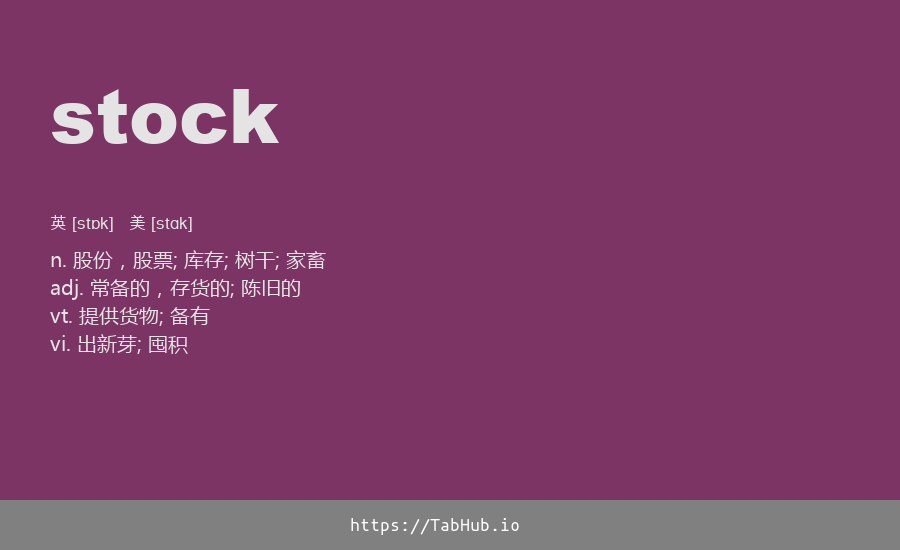 stock
英 [stɒk] 美 [stɑk]
n. 股份，股票; 库存; 树干; 家畜
adj. 常备的，存货的; 陈旧的
vt. 提供货物; 备有
vi. 出新芽; 囤积
https://TabHub.io